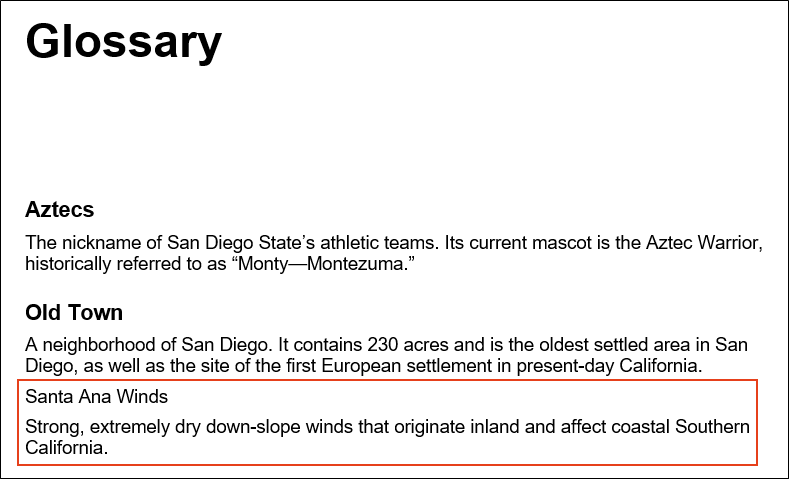 Glossary
Aztecs
The nickname of San Diego State’s athletic teams. Its current mascot is the Aztec Warrior,
historically referred to as “Monty—Montezuma.”
Old Town
A neighborhood of San Diego. It contains 230 acres and is the oldest settled area in San
Diego, as well as the site of the first European settlement in present-day California.
Santa Ana Winds
Strong, extremely dry down-slope winds that originate inland and affect coastal Southern
California.